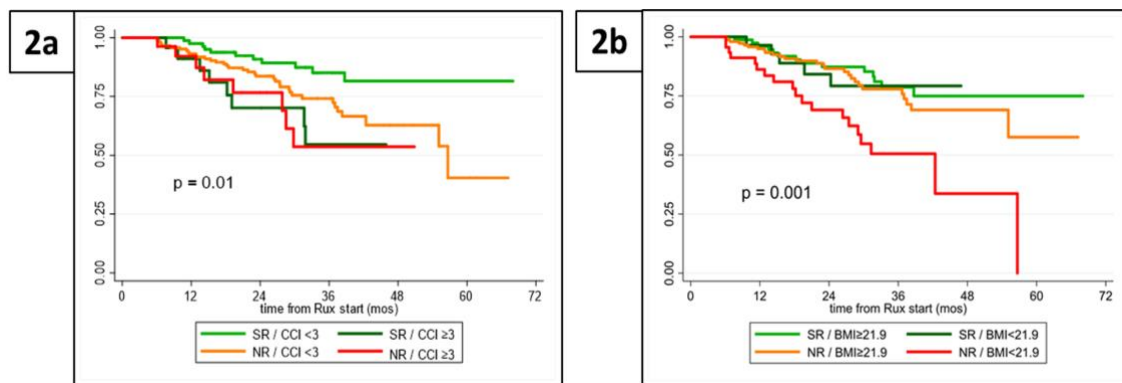 2a
1.00
0.75
0.50
0.25
0.00
p = 0.01
0 12 24 36 48 60 72
time from Rux start (mos)
SR / CCI <3 SR / CCI ≥3
NR / CCI <3 NR / CCI ≥3
2b
1.00
0.75
0.50
0.25
0.00
p = 0.001
0 12 24 36 48 60 72
time from Rux start (mos)
SR / BMI≥21.9 SR / BMI<21.9
NR / BMI≥21.9 NR / BMI<21.9